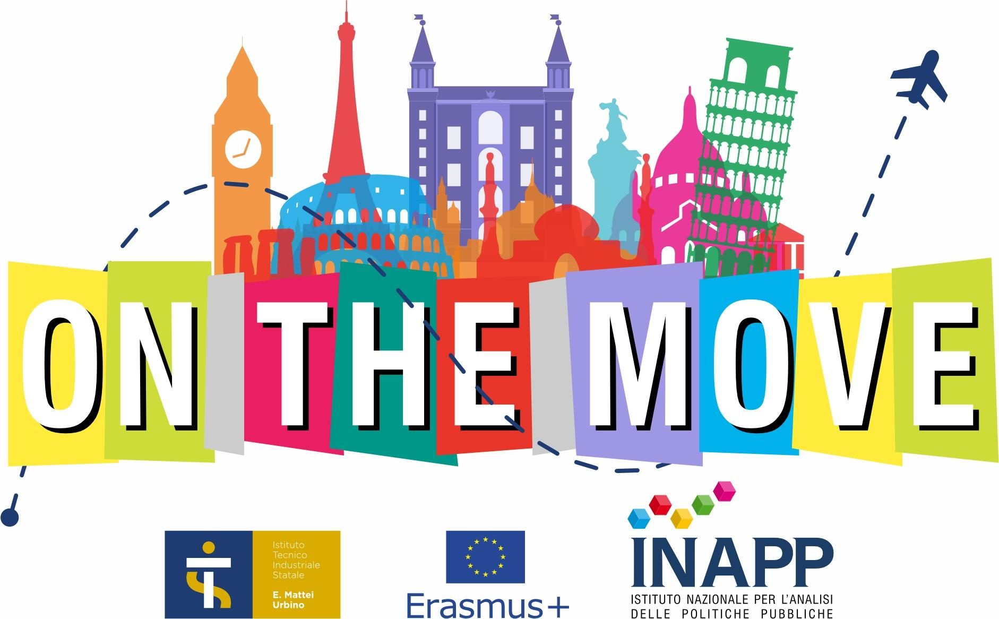 ON THE MOVE
Istituto
Tecnico
Industriale
Statale
E. Mattei
Urbino
Erasmus+
INAPP
ISTITUTO NAZIONALE PER L'ANALISI
DELLE POLITICHE PUBBLICHE